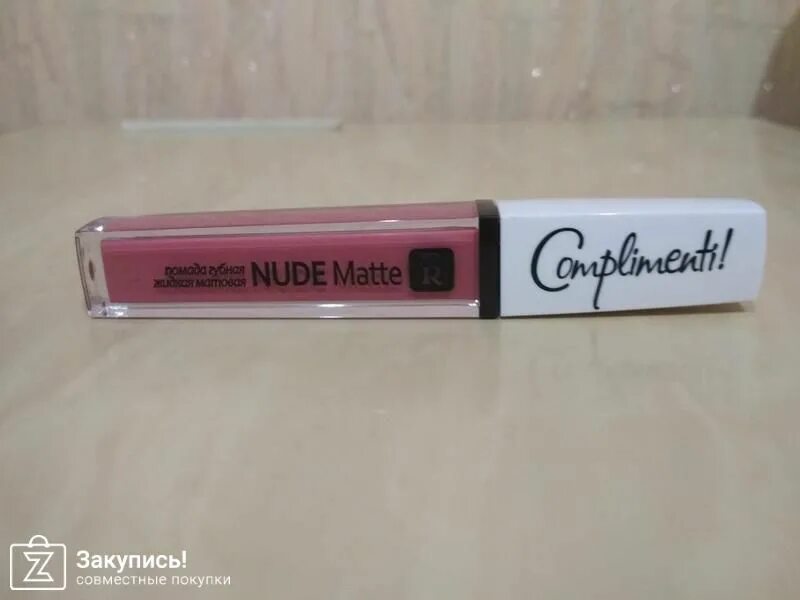 помада губная
жидкая матовая
NUDE Matte
R
Complimenti!
Закупись!
совместные покупки